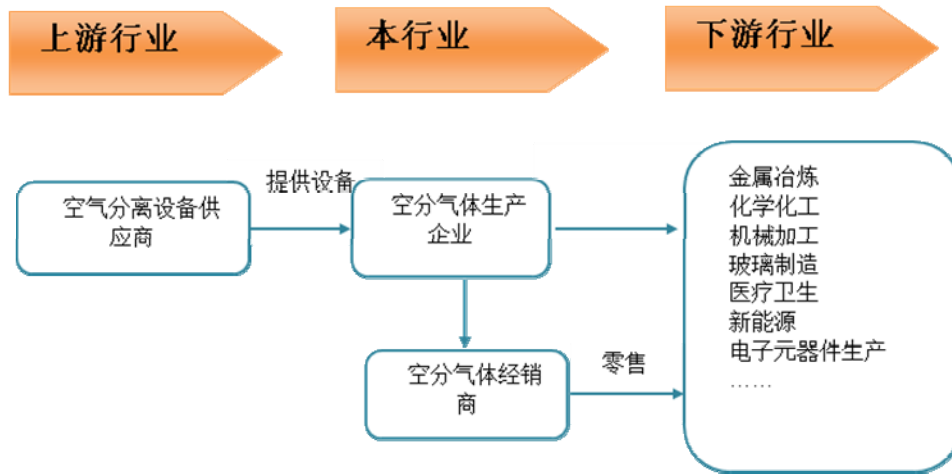 上游行业
本行业
下游行业
提供设备
空气分离设备供
应商
空分气体生产
企业
空分气体经销
商
零售
金属冶炼
化学化工
机械加工
玻璃制造
医疗卫生
新能源
电子元器件生产
……